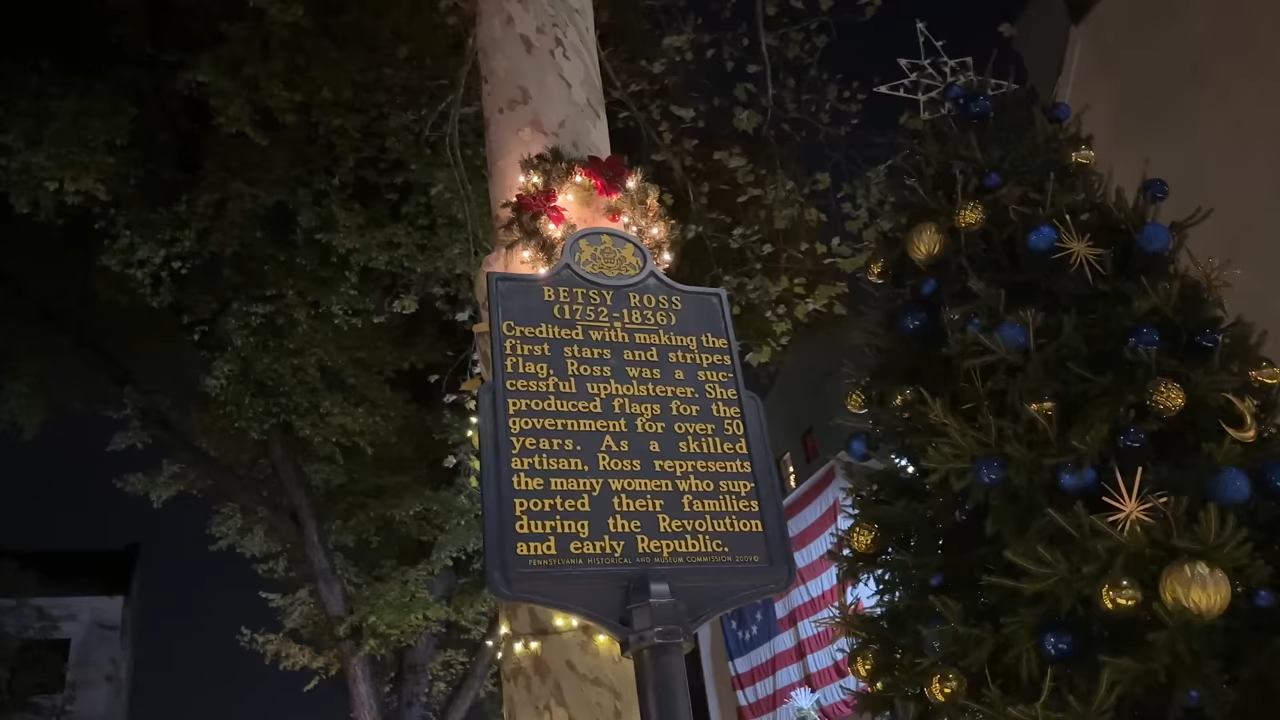 BETSY ROSS
(1752-1836)
Credited with making the
first stars and stripes
flag, Ross was a suc-
cessful upholsterer. She
produced flags for the
government for over 50
years. As a skilled
artisan, Ross represents
the many women who sup-
ported their families
during the Revolution
and early Republic.
PENNSYLVANIA HISTORICAL AND MUSEUM COMMISSION 2009©